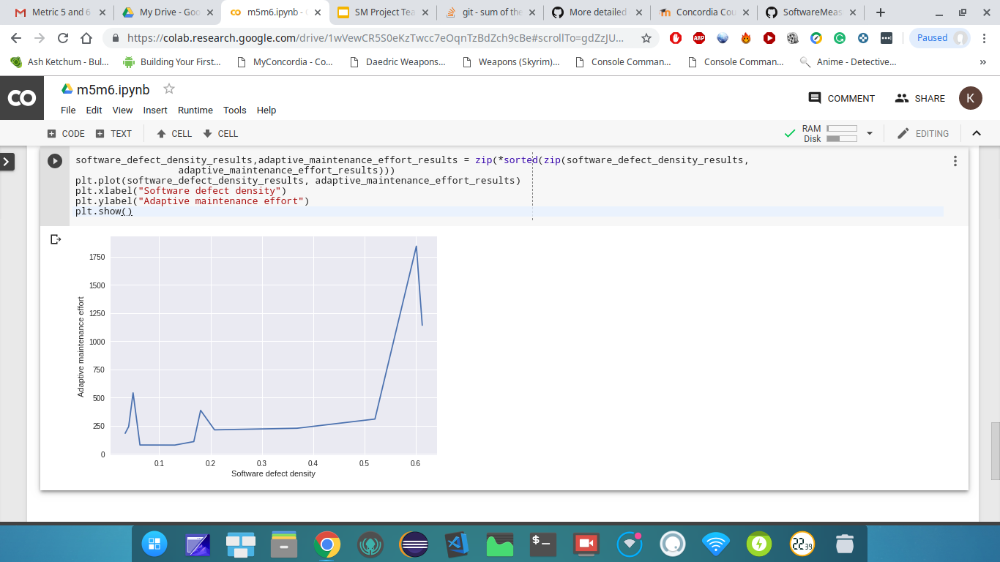 Metric 5 and 6
My Drive - Goo
m5m6.ipynb - C
SM Project Tea
git - sum of the
More detailed
Concordia Cou
SoftwareMeas
https://colab.research.google.com/drive/1wVewCR5S0eKzTwcc7eOqnTzBdZch9cBe#scrollTo=gdZzJU...
ABP
Paused
Ash Ketchum - Bul...
Building Your First...
MyConcordia - Co...
Daedric Weapons...
Weapons (Skyrim)...
Console Comman...
Console Comman...
Anime - Detective...
»
CO
m5m6.ipynb
COMMENT
SHARE
K
File Edit View Insert Runtime Tools Help
CODE
TEXT
CELL
CELL
RAM
Disk
EDITING
software_defect_density_results,adaptive_maintenance_effort_results = zip(*sorted(zip(software_defect_density_results,
adaptive_maintenance_effort_results)))
plt.plot(software_defect_density_results, adaptive_maintenance_effort_results)
plt.xlabel("Software defect density")
plt.ylabel("Adaptive maintenance effort")
plt.show()
Adaptive maintenance effort
1750
1500
1250
1000
750
500
250
0
0.1 0.2 0.3 0.4 0.5 0.6
Software defect density
$_
22 39